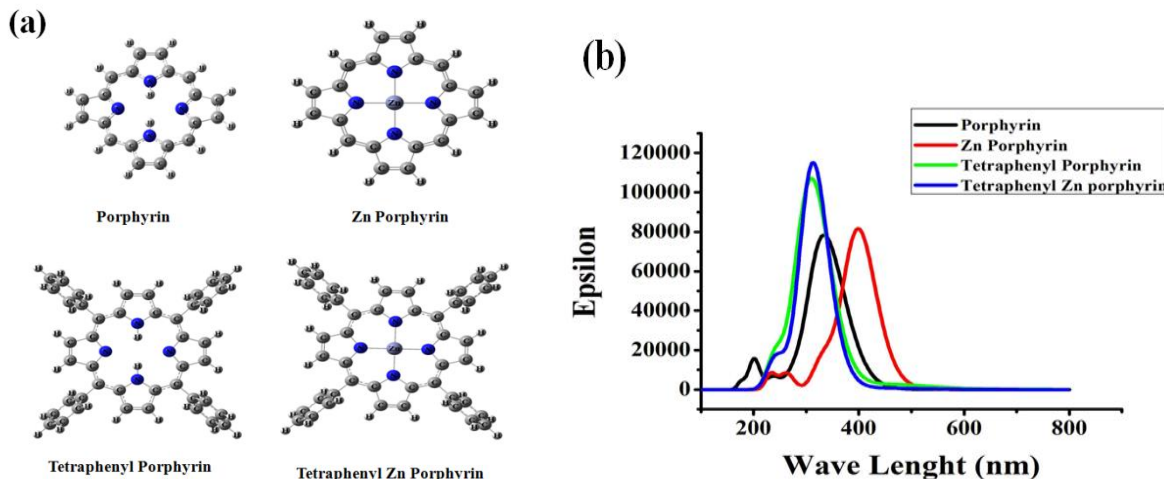 (a)
Porphyrin
Zn Porphyrin
Tetraphenyl Porphyrin
Tetraphenyl Zn Porphyrin
(b)
Porphyrin
Zn Porphyrin
Tetraphenyl Porphyrin
Tetraphenyl Zn porphyrin
120000
100000
80000
60000
40000
20000
0
Epsilon
200 400 600 800
Wave Lenght (nm)